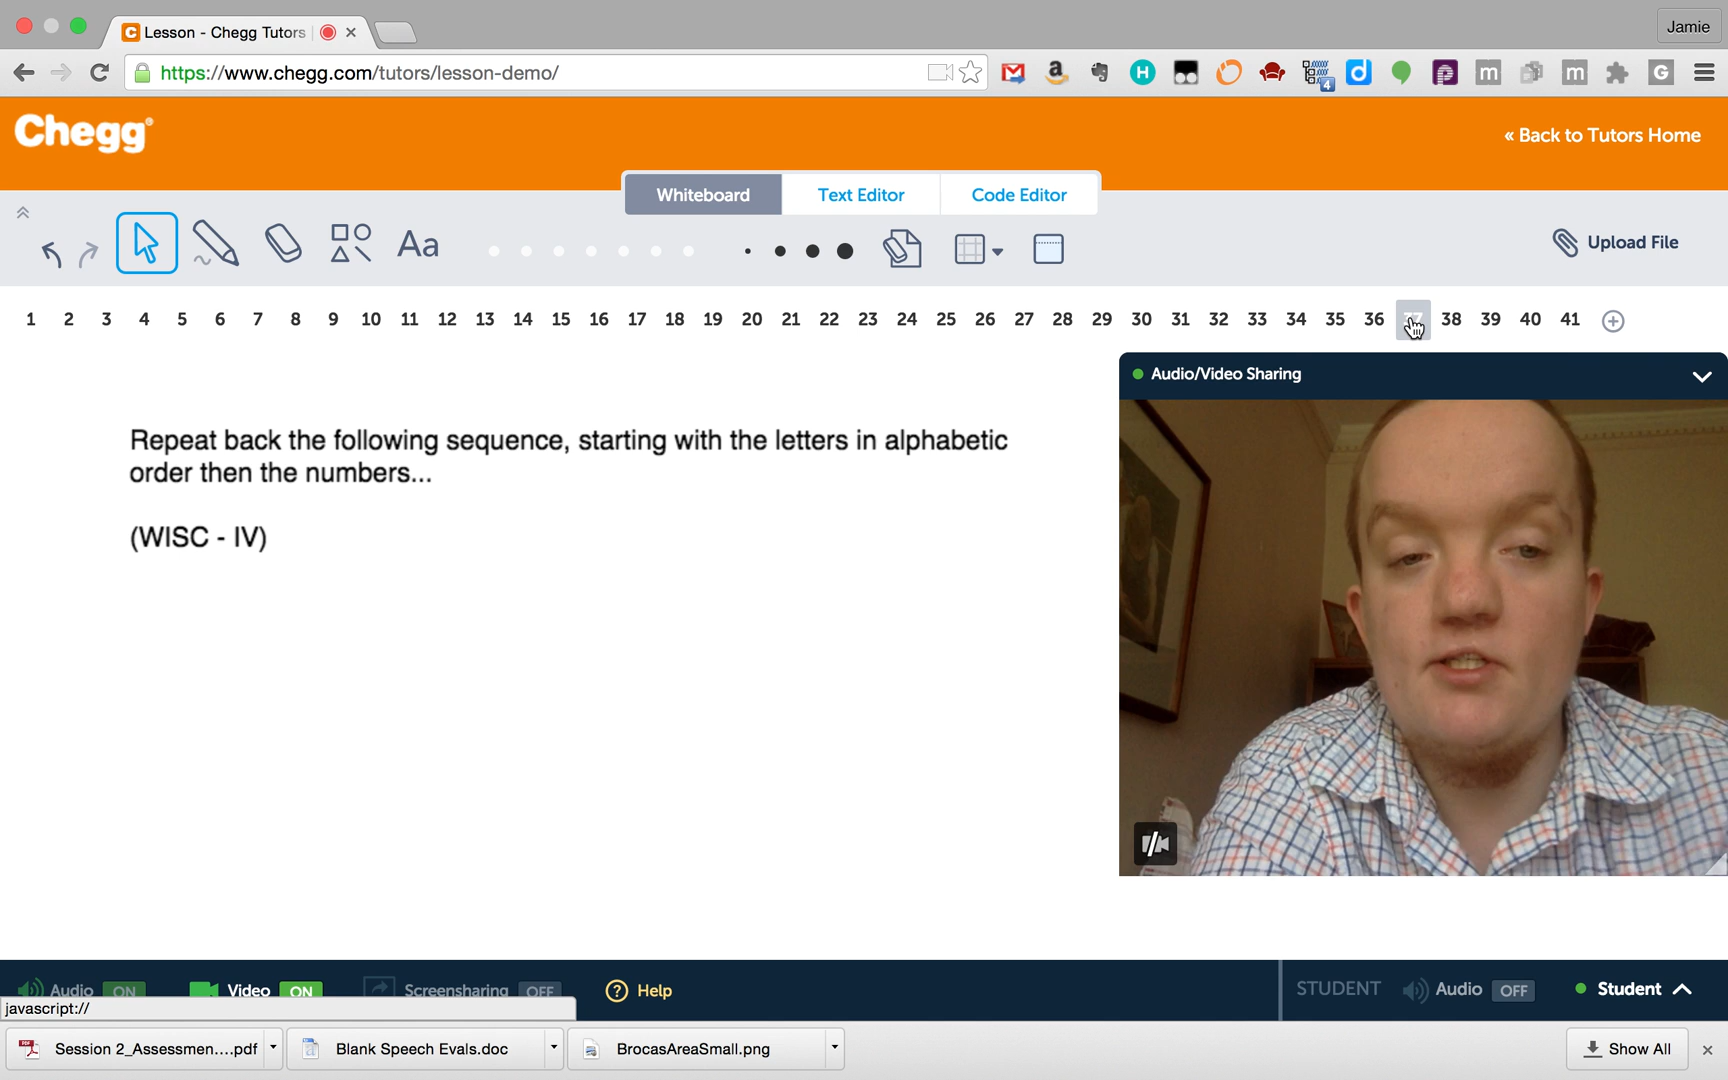 Lesson - Chegg Tutors
Jamie
https://www.chegg.com/tutors/lesson-demo/
Chegg®
« Back to Tutors Home
Whiteboard Text Editor Code Editor
Aa
Upload File
1 2 3 4 5 6 7 8 9 10 11 12 13 14 15 16 17 18 19 20 21 22 23 24 25 26 27 28 29 30 31 32 33 34 35 36 37 38 39 40 41
Audio/Video Sharing
Repeat back the following sequence, starting with the letters in alphabetic
order then the numbers...
(WISC - IV)
Audio ON Video ON Screensharing OFF Help STUDENT Audio OFF Student
javascript://
Session 2_Assessmen....pdf Blank Speech Evals.doc BrocasAreaSmall.png Show All